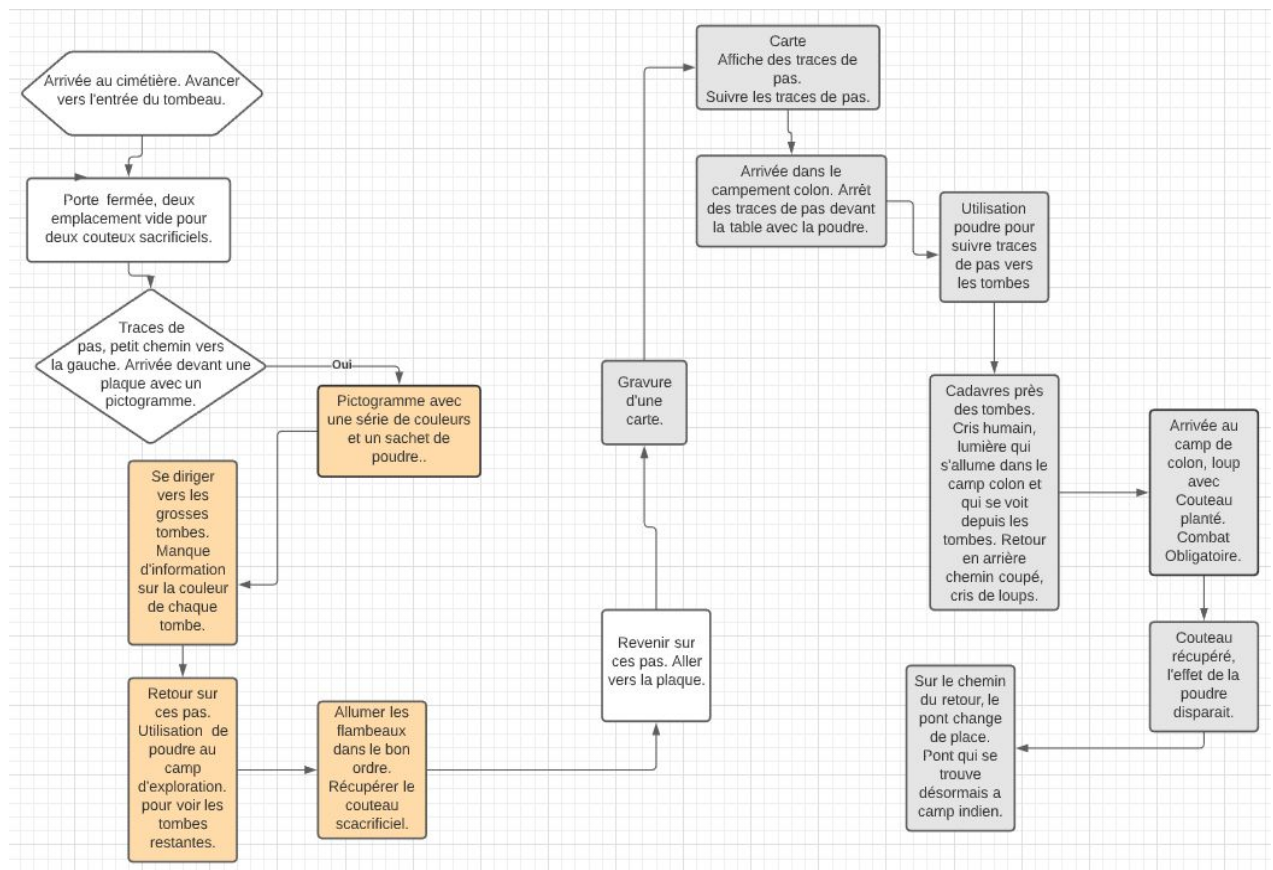 Arrivée au cimétière. Avancer
vers l'entrée du tombeau.
Porte fermée, deux
emplacement vide pour
deux couteux sacrificiels.
Traces de
pas, petit chemin vers
la gauche. Arrivée devant une
plaque avec un
pictogramme.
Oui
Pictogramme avec
une série de couleurs
et un sachet de
poudre..
Se diriger
vers les
grosses
tombes.
Manque
d'information
sur la couleur
de chaque
tombe.
Retour sur
ces pas.
Utilisation de
poudre au
camp
d'exploration.
pour voir les
tombes
restantes.
Allumer les
flambeaux
dans le bon
ordre.
Récupérer le
couteau
scacrificiel.
Revenir sur
ces pas. Aller
vers la plaque.
Gravure
d'une
carte.
Carte
Affiche des traces de
pas.
Suivre les traces de pas.
Arrivée dans le
campement colon. Arrêt
des traces de pas devant
la table avec la poudre.
Utilisation
poudre pour
suivre traces
de pas vers
les tombes
Cadavres près
des tombes.
Cris humain,
lumière qui
s'allume dans le
camp colon et
qui se voit
depuis les
tombes. Retour
en arrière
chemin coupé,
cris de loups.
Arrivée au
camp de
colon, loup
avec
Couteau
planté.
Combat
Obligatoire.
Couteau
récupéré,
l'effet de la
poudre
disparait.
Sur le chemin
du retour, le
pont change
de place.
Pont qui se
trouve
désormais a
camp indien.